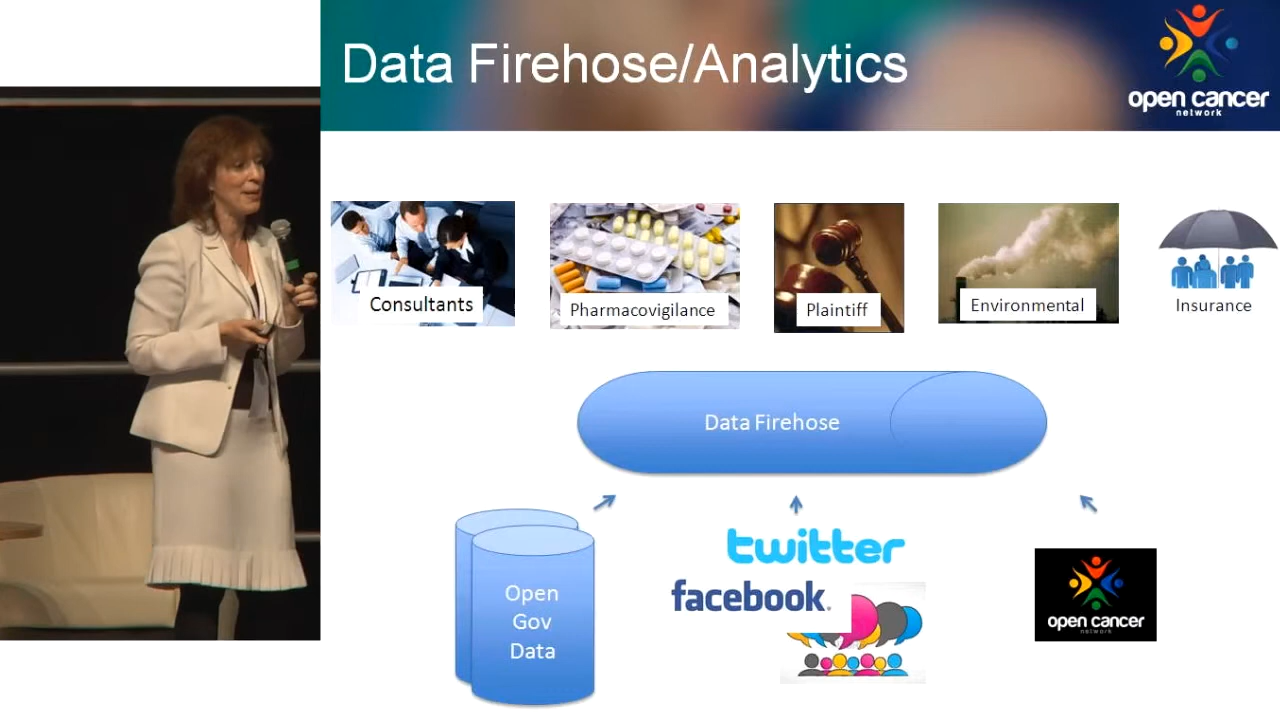 Data Firehose/Analytics
open cancer
network
Consultants
Pharmacovigilance
Plaintiff
Environmental
Insurance
Data Firehose
twitter
facebook.
Open
Gov
Data
open cancer
network